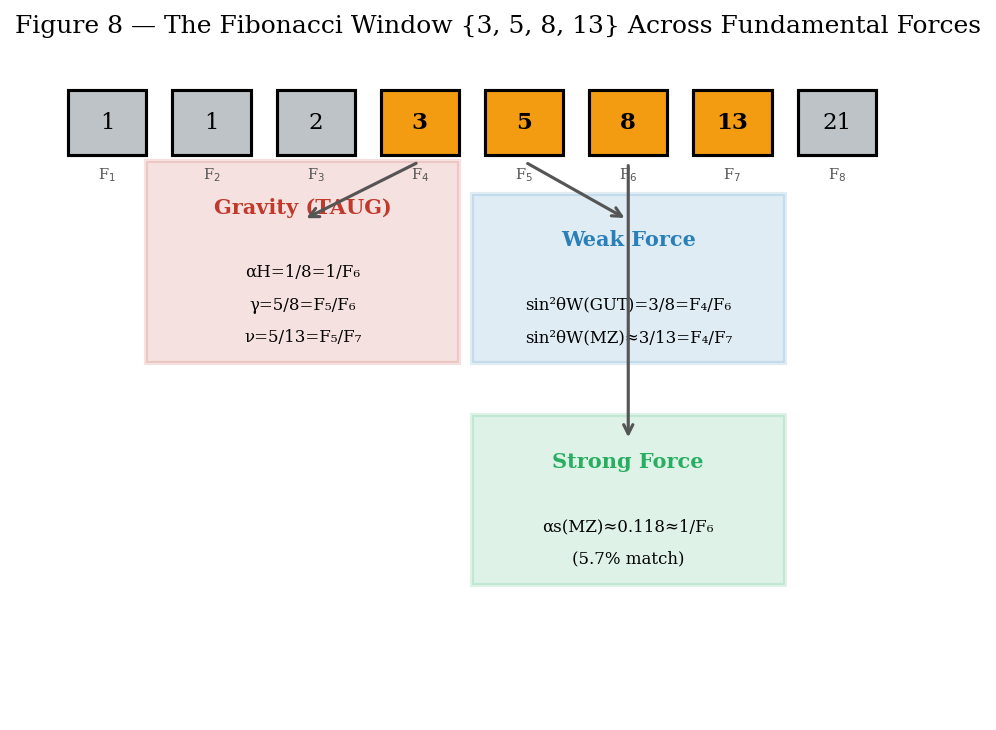 Figure 8 — The Fibonacci Window {3, 5, 8, 13} Across Fundamental Forces
1 1 2 3 5 8 13 21
F₁ F₂ F₃ F₄ F₅ F₆ F₇ F₈
Gravity (TAUG)
αH=1/8=1/F₆
γ=5/8=F₅/F₆
ν=5/13=F₅/F₇
Weak Force
sin²θW(GUT)=3/8=F₄/F₆
sin²θW(MZ)≈3/13=F₄/F₇
Strong Force
αs(MZ)≈0.118≈1/F₆
(5.7% match)